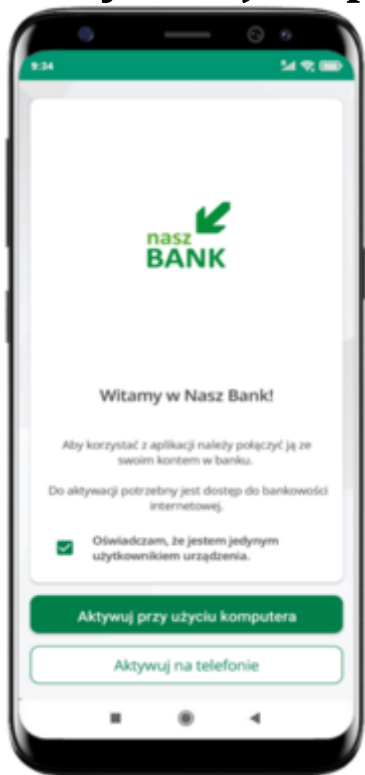 9:34
nasz
BANK
Witamy w Nasz Bank!
Aby korzystać z aplikacji należy połączyć ją ze
swoim kontem w banku.
Do aktywacji potrzebny jest dostęp do bankowości
internetowej.
Oświadczam, że jestem jedynym
użytkownikiem urządzenia.
Aktywuj przy użyciu komputera
Aktywuj na telefonie